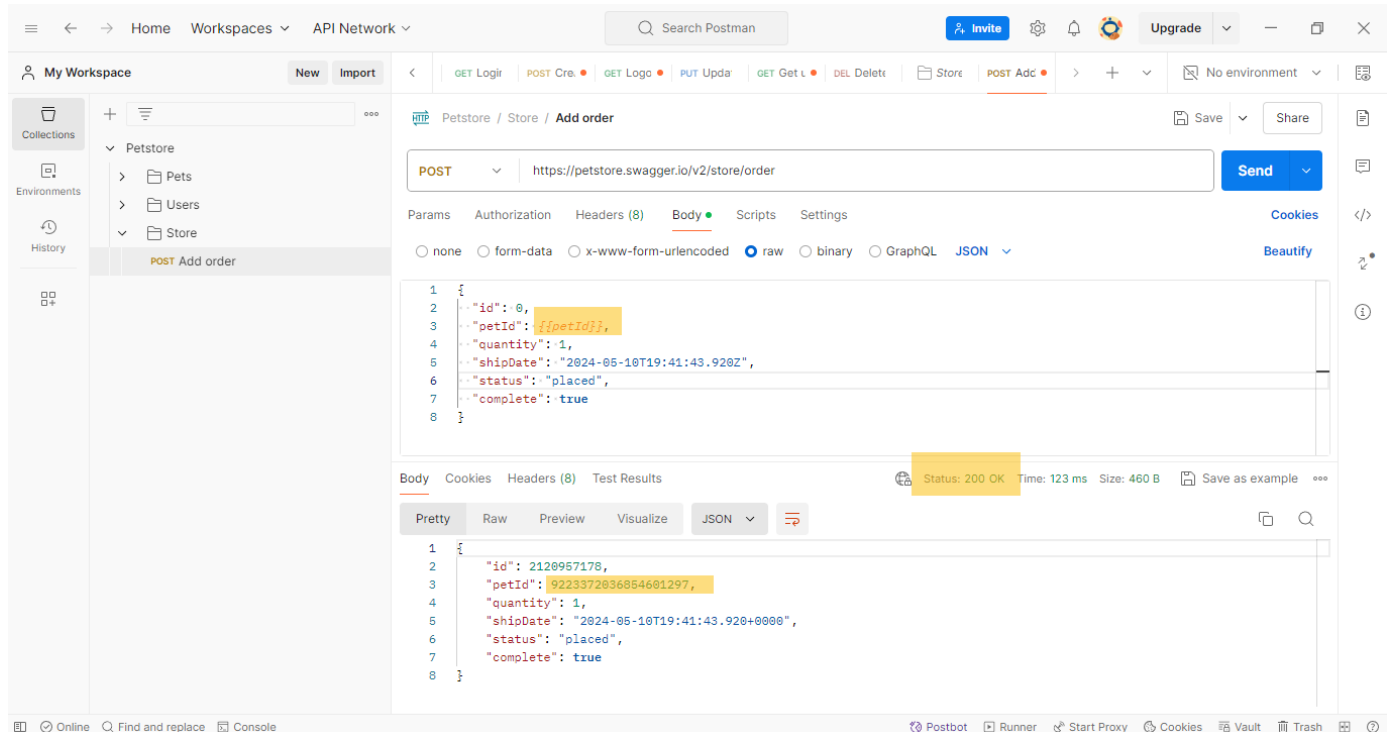 Home Workspaces API Network Search Postman Invite Upgrade
My Workspace New Import GET Login POST Cre. GET Logo PUT Updat GET Get u DEL Delete Store POST Add No environment
Collections
Environments
History
Petstore
Pets
Users
Store
POST Add order
HTTP Petstore / Store / Add order Save Share
POST https://petstore.swagger.io/v2/store/order Send
Params Authorization Headers (8) Body Scripts Settings Cookies
none form-data x-www-form-urlencoded raw binary GraphQL JSON Beautify
1 {
2 "id": 0,
3 "petId": {{petId}},
4 "quantity": 1,
5 "shipDate": "2024-05-10T19:41:43.920Z",
6 "status": "placed",
7 "complete": true
8 }
Body Cookies Headers (8) Test Results Status: 200 OK Time: 123 ms Size: 460 B Save as example
Pretty Raw Preview Visualize JSON
1 {
2 "id": 2120957178,
3 "petId": 9223372036854601297,
4 "quantity": 1,
5 "shipDate": "2024-05-10T19:41:43.920+0000",
6 "status": "placed",
7 "complete": true
8 }
Online Find and replace Console Postbot Runner Start Proxy Cookies Vault Trash